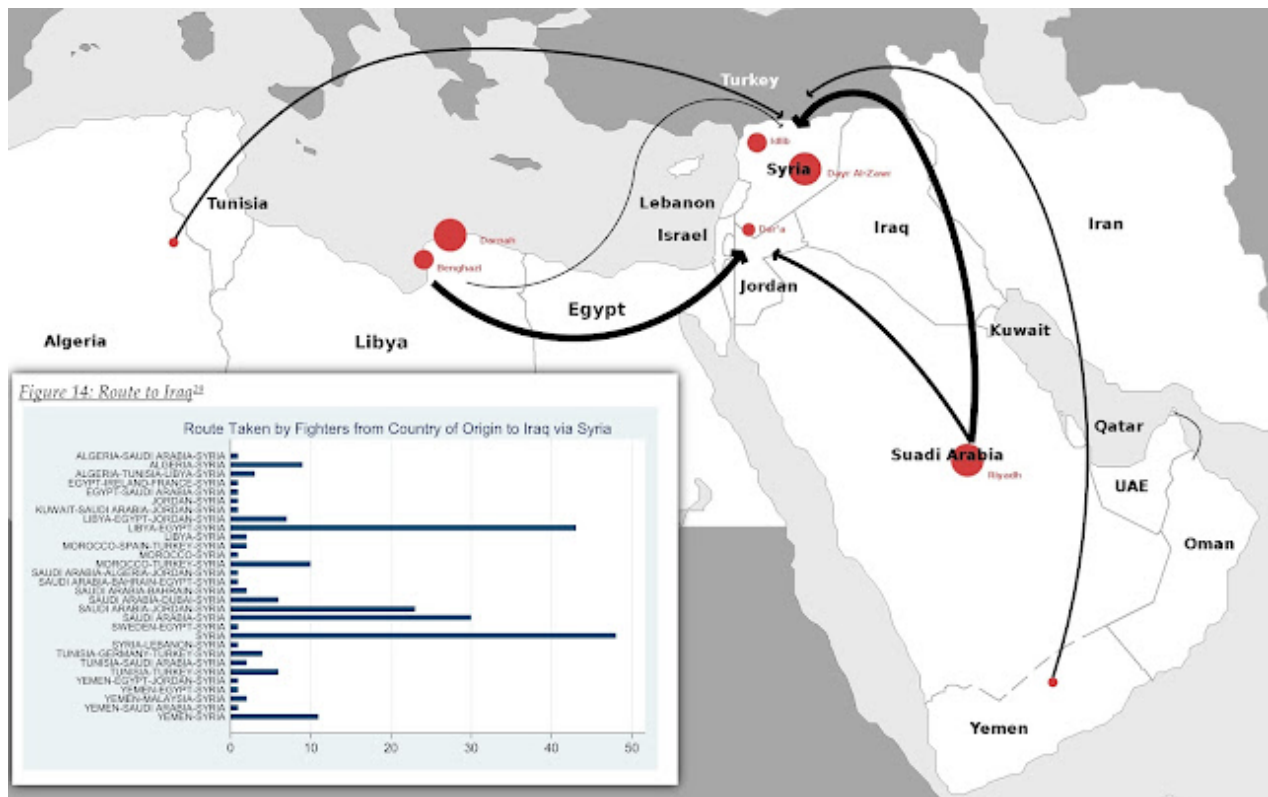 Turkey
Idlib
Syria
Dayr Al-Zawr
Tunisia
Lebanon
Dar'a
Iraq
Iran
Israel
Darnah
Benghazi
Jordan
Egypt
Kuwait
Algeria
Libya
Qatar
Suadi Arabia
Riyadh
UAE
Oman
Yemen
Figure 14: Route to Iraq29
Route Taken by Fighters from Country of Origin to Iraq via Syria
ALGERIA-SAUDI ARABIA-SYRIA
ALGERIA-SYRIA
ALGERIA-TUNISIA-LIBYA-SYRIA
EGYPT-IRELAND-FRANCE-SYRIA
EGYPT-SAUDI ARABIA-SYRIA
JORDAN-SYRIA
KUWAIT-SAUDI ARABIA-SYRIA
LIBYA-EGYPT-JORDAN-SYRIA
LIBYA-EGYPT-SYRIA
LIBYA-SYRIA
MOROCCO-SPAIN-TURKEY-SYRIA
MOROCCO-SYRIA
MOROCCO-TURKEY-SYRIA
SAUDI ARABIA-ALGERIA-JORDAN-SYRIA
SAUDI ARABIA-BAHRAIN-EGYPT-SYRIA
SAUDI ARABIA-BAHRAIN-SYRIA
SAUDI ARABIA-DUBAI-SYRIA
SAUDI ARABIA-JORDAN-SYRIA
SAUDI ARABIA-SYRIA
SWEDEN-EGYPT-SYRIA
SYRIA
SYRIA-LEBANON-SYRIA
TUNISIA-GERMANY-TURKEY-SYRIA
TUNISIA-SAUDI ARABIA-SYRIA
TUNISIA-TURKEY-SYRIA
YEMEN-EGYPT-JORDAN-SYRIA
YEMEN-EGYPT-SYRIA
YEMEN-MALAYSIA-SYRIA
YEMEN-SAUDI ARABIA-SYRIA
YEMEN-SYRIA
0 10 20 30 40 50